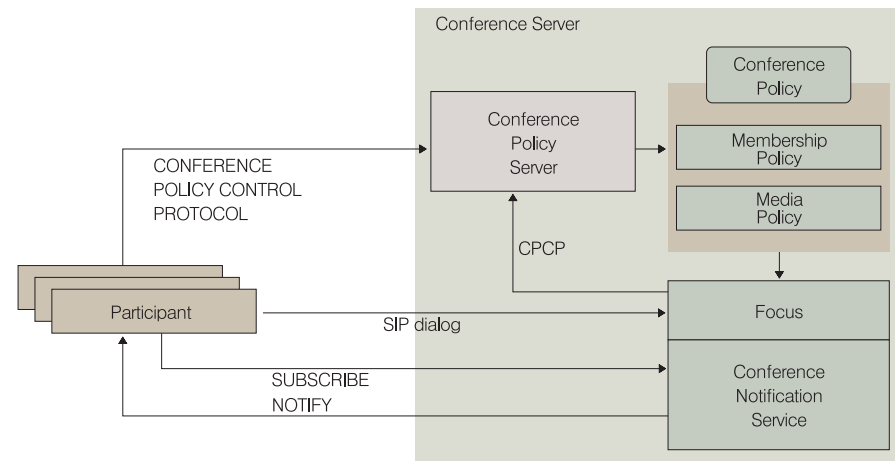 Conference Server
Conference
Policy
Conference
Policy
Server
Membership
Policy
Media
Policy
CONFERENCE
POLICY CONTROL
PROTOCOL
CPCP
Participant
SIP dialog
Focus
SUBSCRIBE
NOTIFY
Conference
Notification
Service